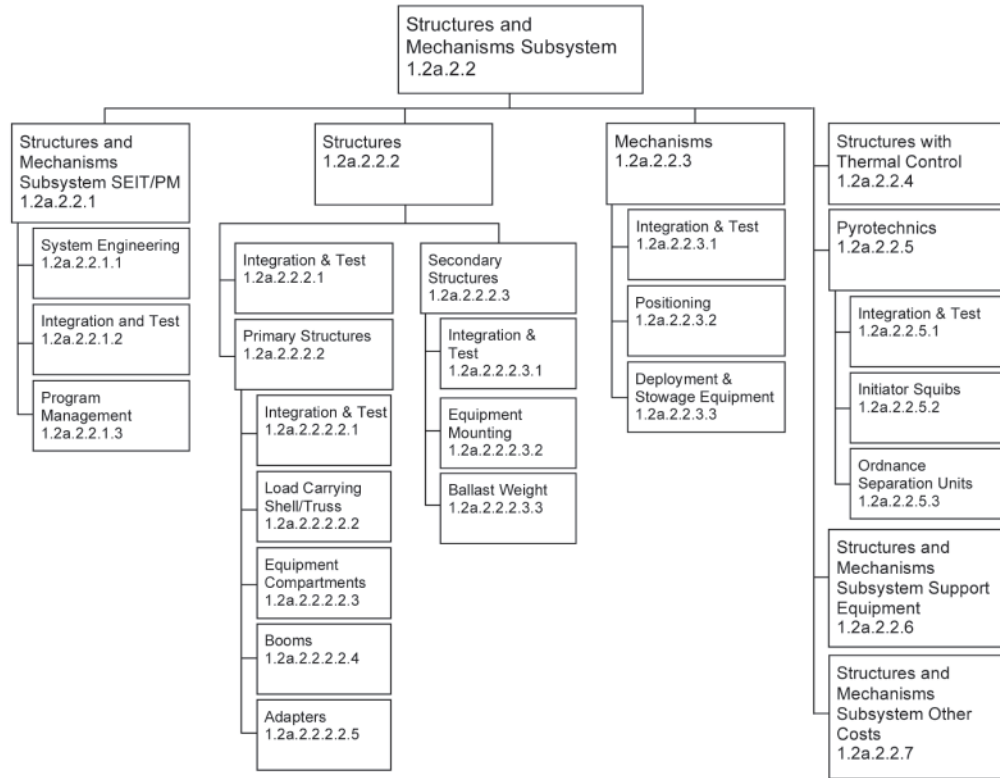 Structures and
Mechanisms Subsystem
1.2a.2.2
Structures and
Mechanisms
Subsystem SEIT/PM
1.2a.2.2.1
System Engineering
1.2a.2.2.1.1
Integration and Test
1.2a.2.2.1.2
Program
Management
1.2a.2.2.1.3
Structures
1.2a.2.2.2
Integration & Test
1.2a.2.2.2.1
Primary Structures
1.2a.2.2.2.2
Integration & Test
1.2a.2.2.2.2.1
Load Carrying
Shell/Truss
1.2a.2.2.2.2.2
Equipment
Compartments
1.2a.2.2.2.2.3
Booms
1.2a.2.2.2.2.4
Adapters
1.2a.2.2.2.2.5
Secondary
Structures
1.2a.2.2.2.3
Integration &
Test
1.2a.2.2.2.3.1
Equipment
Mounting
1.2a.2.2.2.3.2
Ballast Weight
1.2a.2.2.2.3.3
Mechanisms
1.2a.2.2.3
Integration & Test
1.2a.2.2.3.1
Positioning
1.2a.2.2.3.2
Deployment &
Stowage Equipment
1.2a.2.2.3.3
Structures with
Thermal Control
1.2a.2.2.4
Pyrotechnics
1.2a.2.2.5
Integration & Test
1.2a.2.2.5.1
Initiator Squibs
1.2a.2.2.5.2
Ordnance
Separation Units
1.2a.2.2.5.3
Structures and
Mechanisms
Subsystem Support
Equipment
1.2a.2.2.6
Structures and
Mechanisms
Subsystem Other
Costs
1.2a.2.2.7